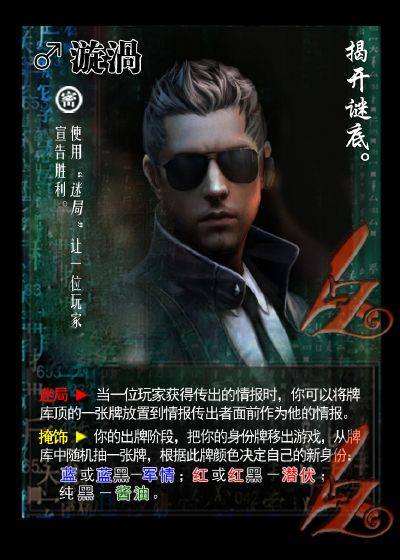 ♂ 漩渦
密
使用“迷局”让一位玩家
宣告胜利。
揭开谜底。
迷局 ► 当一位玩家获得传出的情报时，你可以将牌
库顶的一张牌放置到情报传出者面前作为他的情报。
掩饰 ► 你的出牌阶段，把你的身份牌移出游戏，从牌
库中随机抽一张牌，根据此牌颜色决定自己的新身份：
蓝或蓝黑—军情；红或红黑—潜伏；
纯黑—酱油。